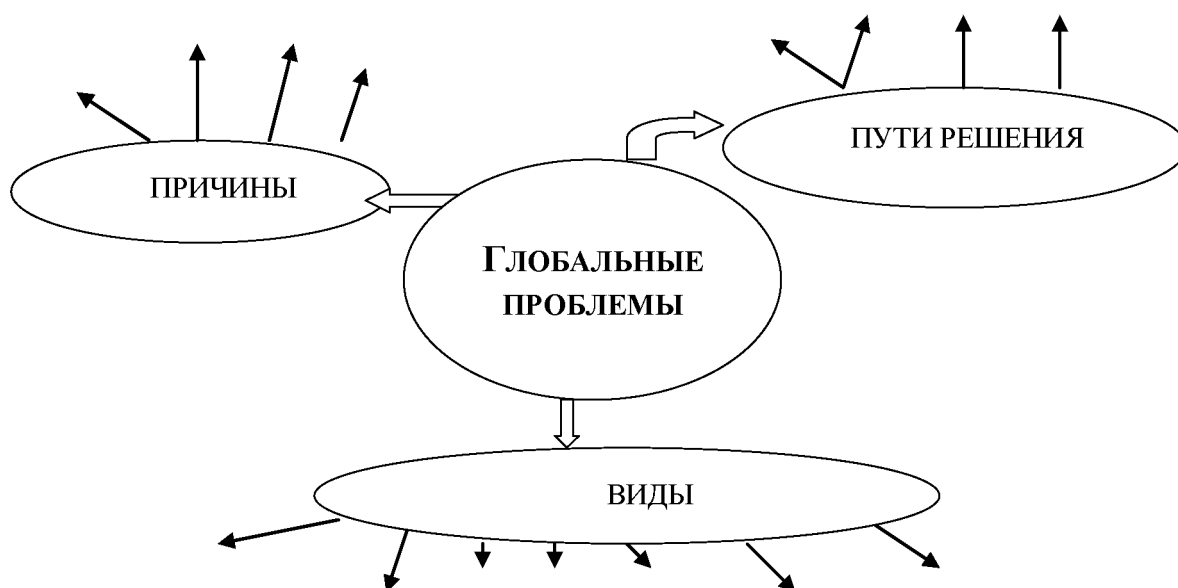 ПУТИ РЕШЕНИЯ
ПРИЧИНЫ
ГЛОБАЛЬНЫЕ
ПРОБЛЕМЫ
ВИДЫ